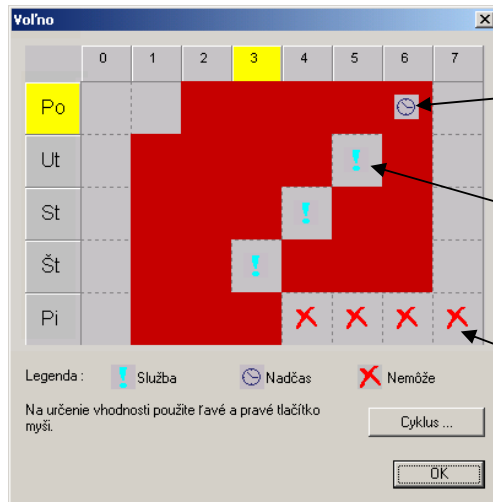 Voľno
0 1 2 3 4 5 6 7
Po
Ut
St
Št
Pi
Legenda : Služba Nadčas Nemôže
Na určenie vhodnosti použite ľavé a pravé tlačítko
myši.
Cyklus ...
OK